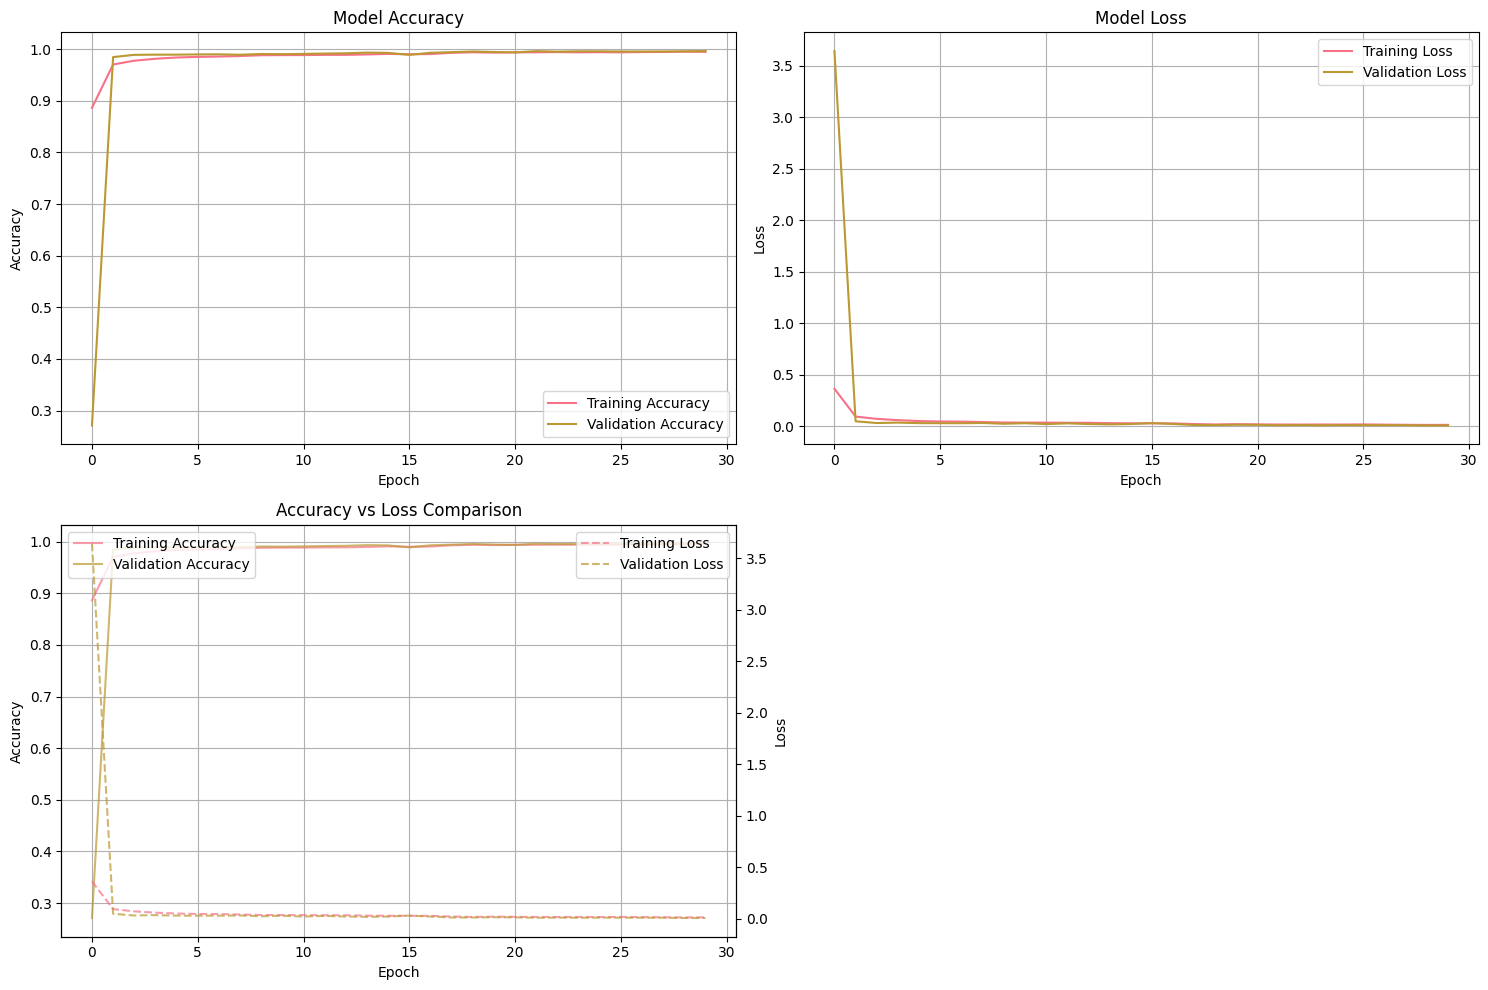 Model Accuracy
1.0
0.9
0.8
0.7
0.6
0.5
0.4
0.3
Accuracy
Training Accuracy
Validation Accuracy
0 5 10 15 20 25 30
Epoch
Model Loss
3.5
3.0
2.5
2.0
1.5
1.0
0.5
0.0
Loss
Training Loss
Validation Loss
0 5 10 15 20 25 30
Epoch
Accuracy vs Loss Comparison
1.0
0.9
0.8
0.7
0.6
0.5
0.4
0.3
Accuracy
Training Accuracy
Validation Accuracy
Training Loss
Validation Loss
3.5
3.0
2.5
2.0
1.5
1.0
0.5
0.0
Loss
0 5 10 15 20 25 30
Epoch